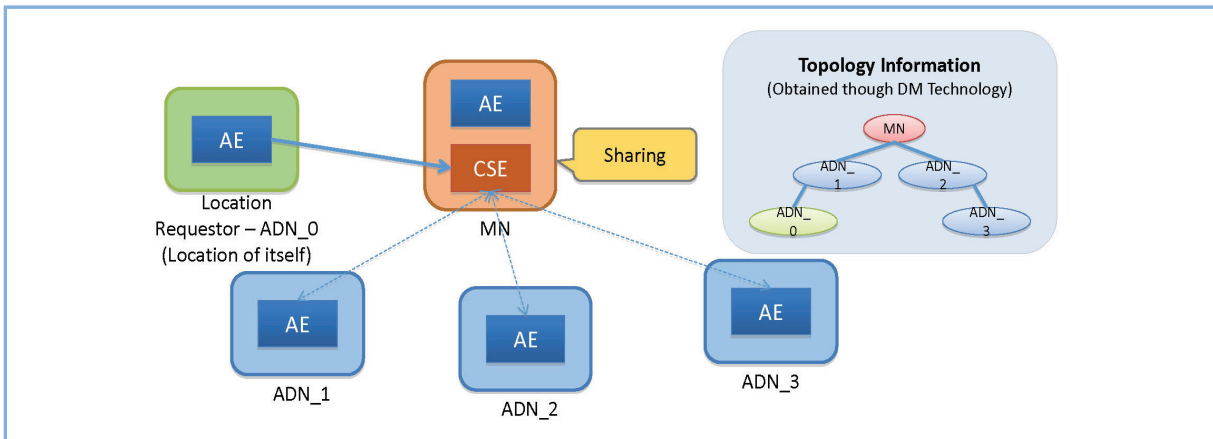 AE
Location
Requestor – ADN_0
(Location of itself)
AE
CSE
MN
Sharing
Topology Information
(Obtained though DM Technology)
MN
ADN_
1
ADN_
2
ADN_
0
ADN_
3
AE
ADN_1
AE
ADN_2
AE
ADN_3